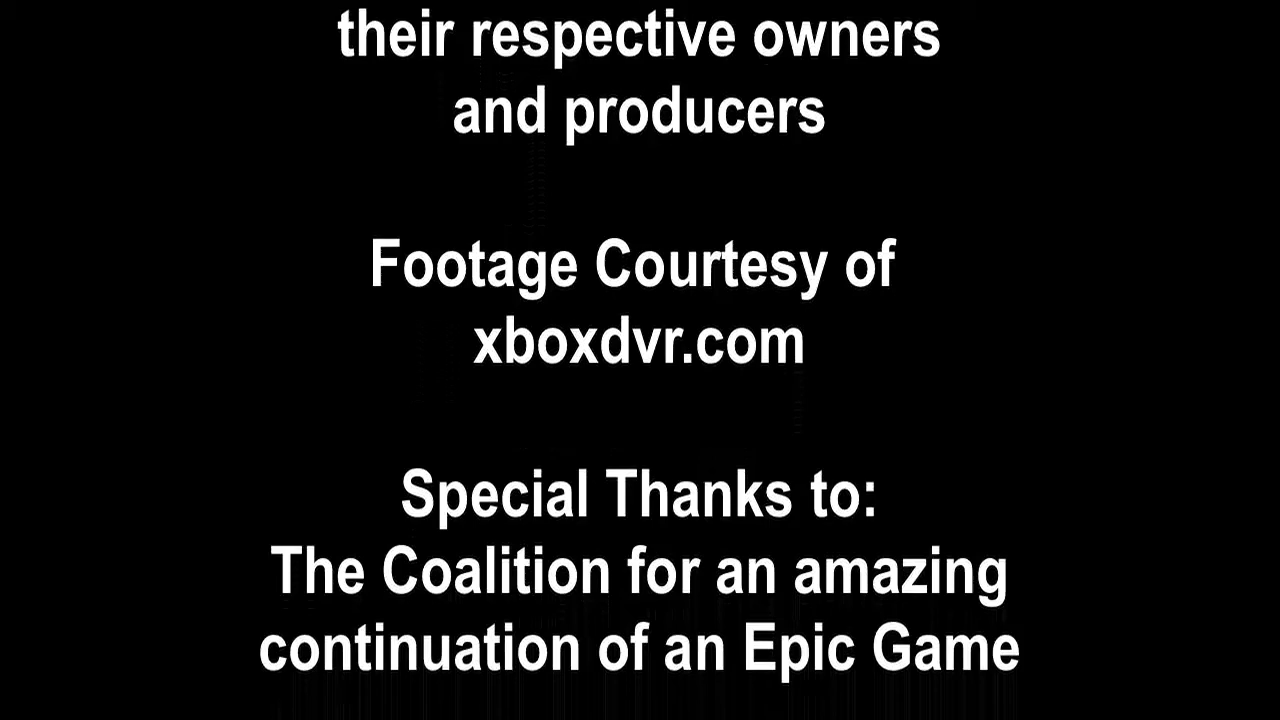 their respective owners
and producers
Footage Courtesy of
xboxdvr.com
Special Thanks to:
The Coalition for an amazing
continuation of an Epic Game